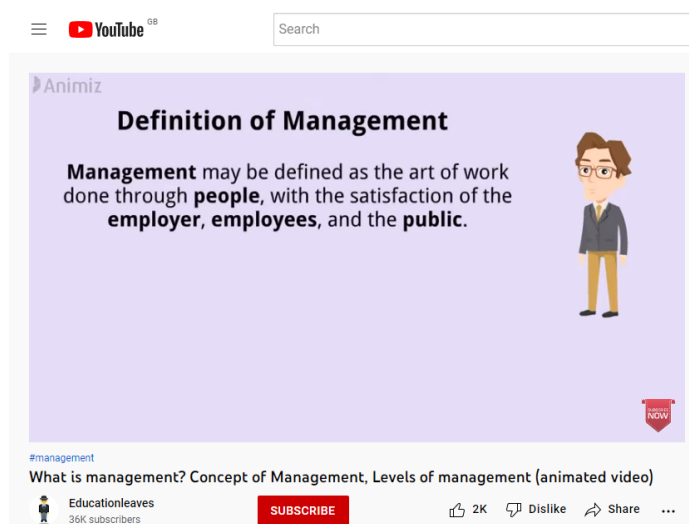 YouTube GB
Search
Animiz
Definition of Management
Management may be defined as the art of work
done through people, with the satisfaction of the
employer, employees, and the public.
SUBSCRIBE
NOW
#management
What is management? Concept of Management, Levels of management (animated video)
Educationleaves
36K subscribers
SUBSCRIBE
2K
Dislike
Share